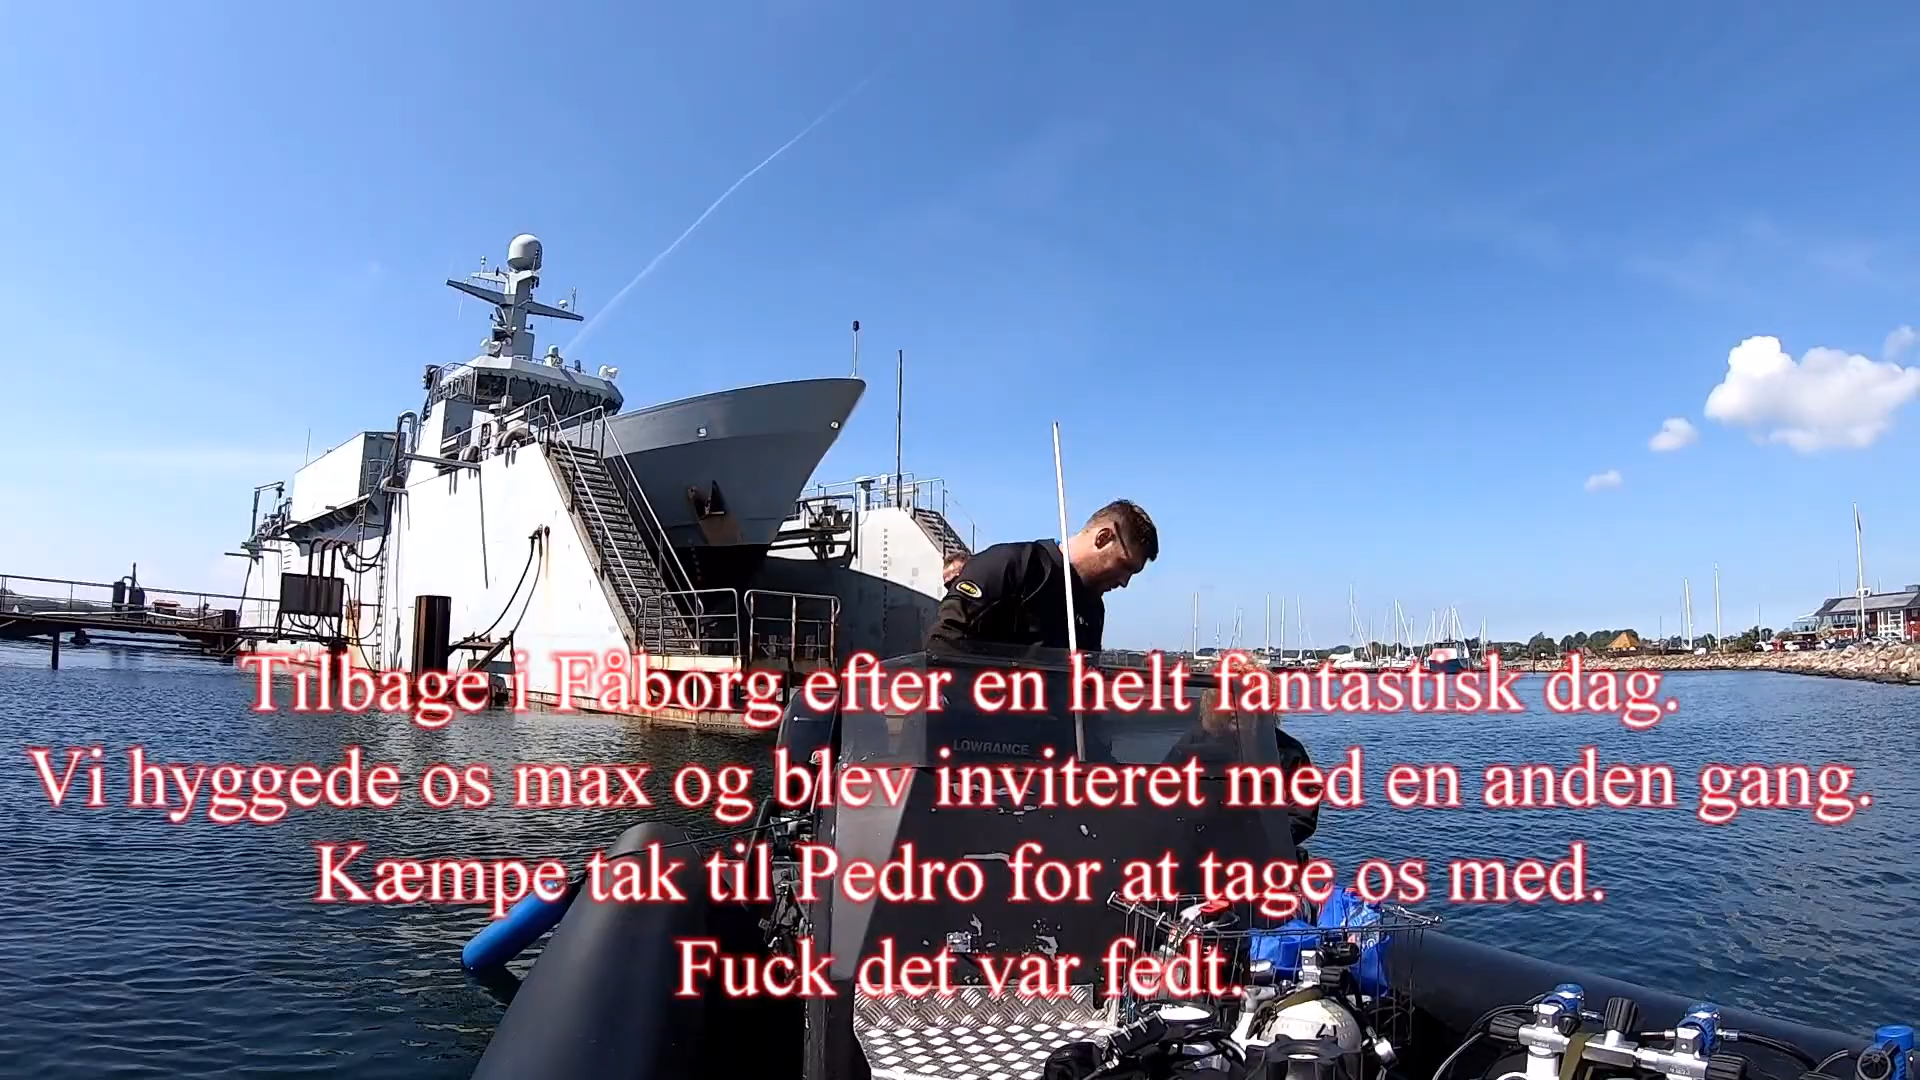 Tilbage i Fåborg efter en helt fantastisk dag.
LOWRANCE
Vi hyggede os max og blev inviteret med en anden gang.
Kæmpe tak til Pedro for at tage os med.
Fuck det var fedt.